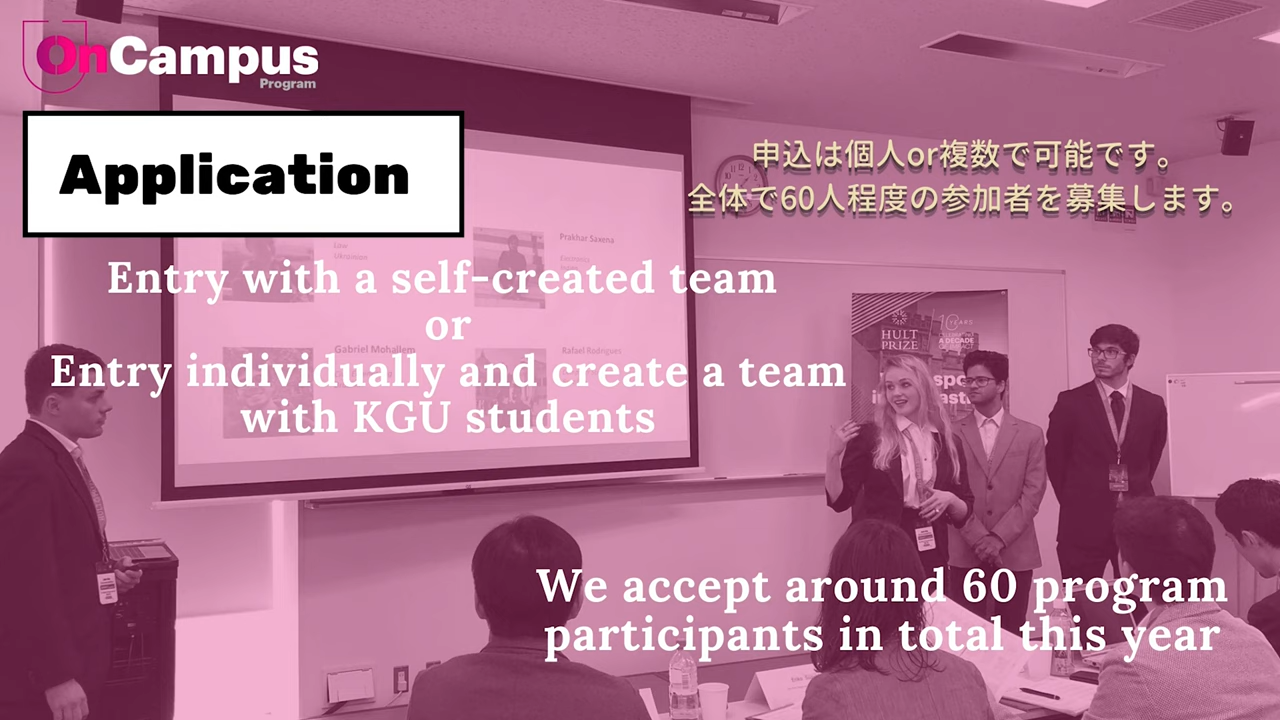 OnCampus
Program
Application
申込は個人or複数で可能です。
全体で60人程度の参加者を募集します。
Prakhar Saxena
Entry with a self-created team
or
Gabriel Mohallem
Rafael Rodrigues
Entry individually and create a team
with KGU students
HULT
PRIZE
10 YEARS
A DECADE
We accept around 60 program
participants in total this year